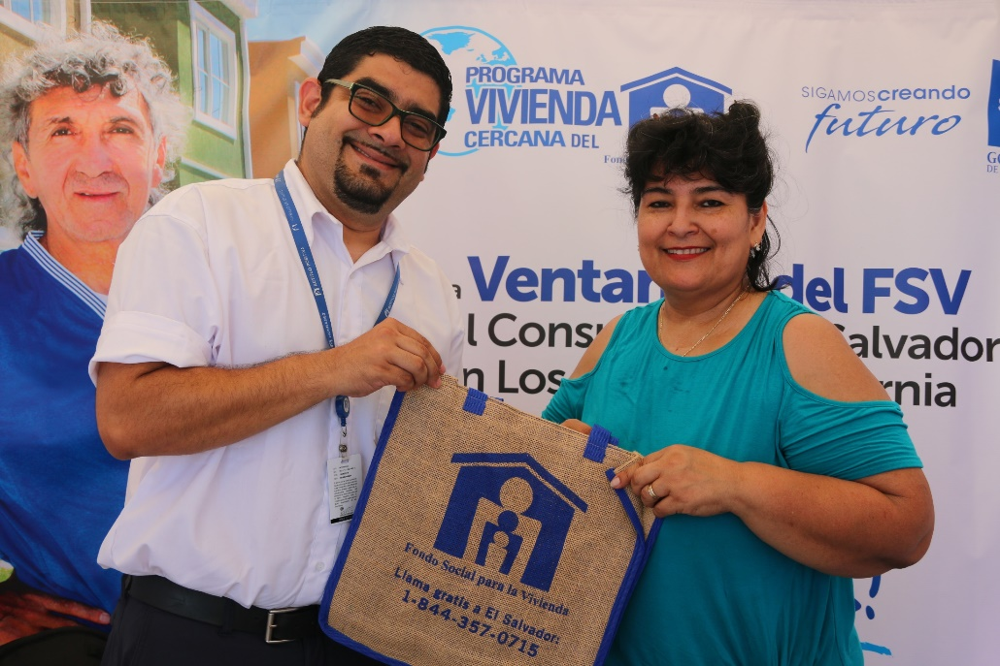 PROGRAMA
VIVIENDA
CERCANA DEL
SIGAMOS creando
futuro
Ventan del FSV
l Consu Salvador
n Los rnia
Fondo Social para la Vivienda
Llama gratis a El Salvador:
1-844-357-0715